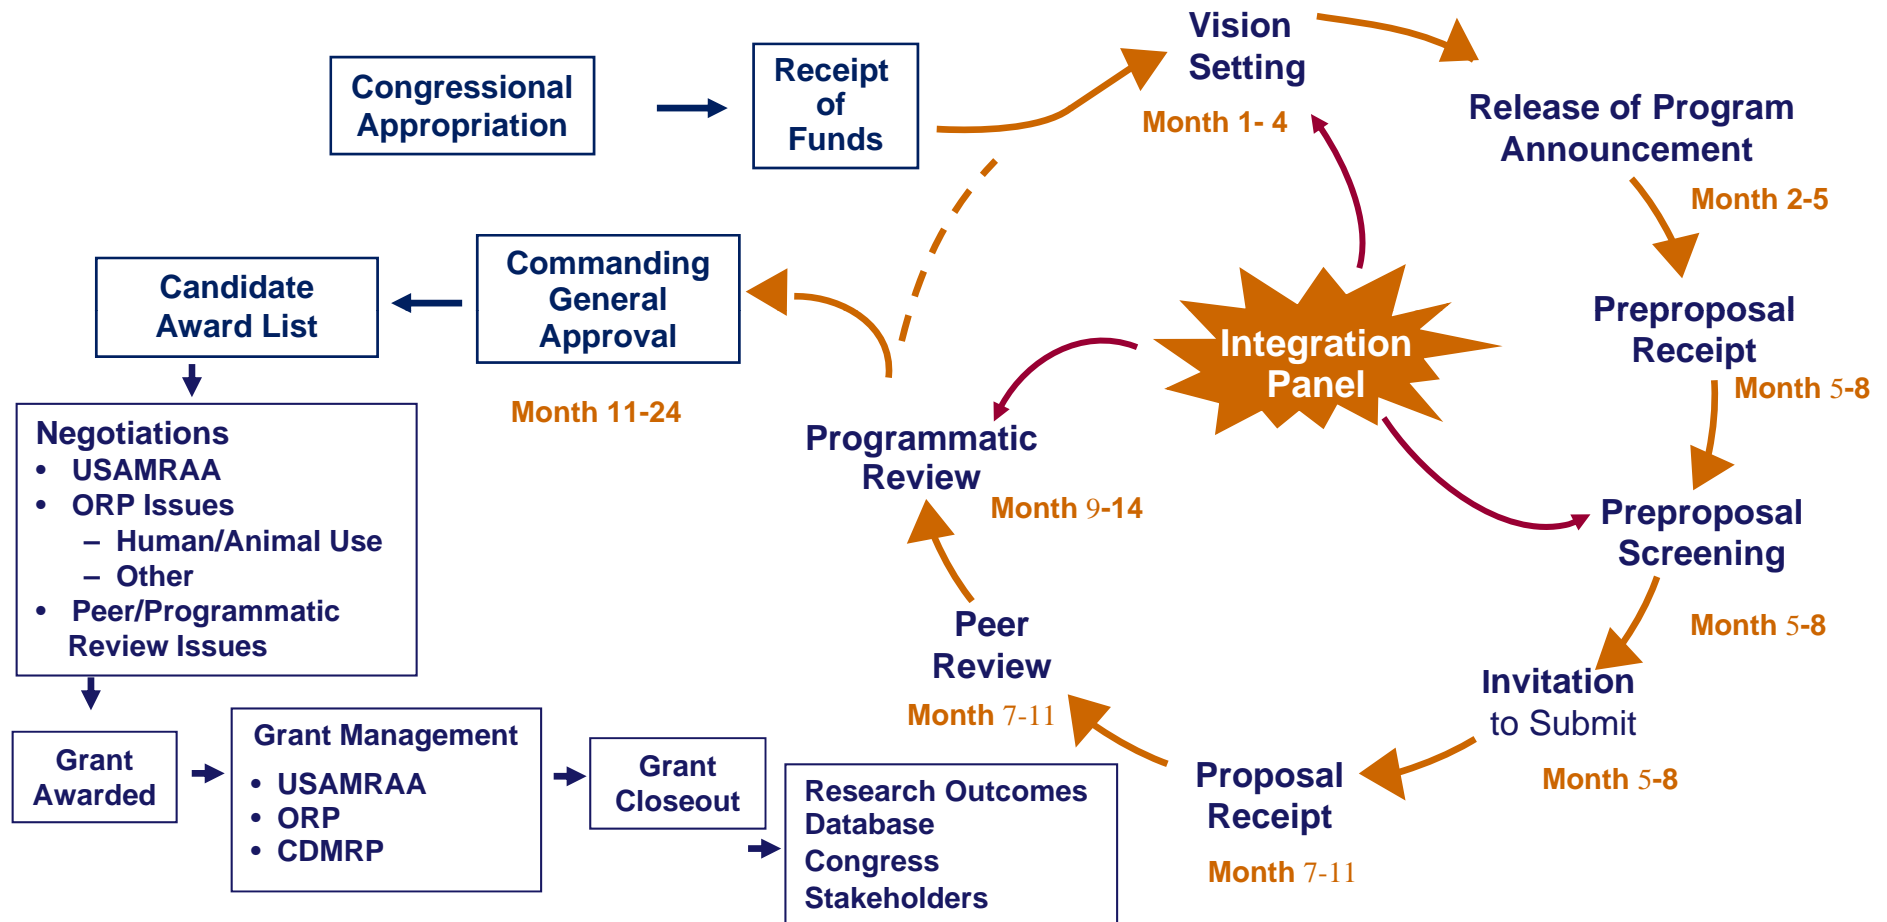 Congressional
Appropriation
Receipt
of
Funds
Vision
Setting
Month 1- 4
Release of Program
Announcement
Month 2-5
Preproposal
Receipt
Month 5-8
Preproposal
Screening
Month 5-8
Invitation
to Submit
Month 5-8
Proposal
Receipt
Month 7-11
Peer
Review
Month 7-11
Programmatic
Review
Month 9-14
Integration
Panel
Commanding
General
Approval
Month 11-24
Candidate
Award List
Negotiations
• USAMRAA
• ORP Issues
– Human/Animal Use
– Other
• Peer/Programmatic
Review Issues
Grant
Awarded
Grant Management
• USAMRAA
• ORP
• CDMRP
Grant
Closeout
Research Outcomes
Database
Congress
Stakeholders